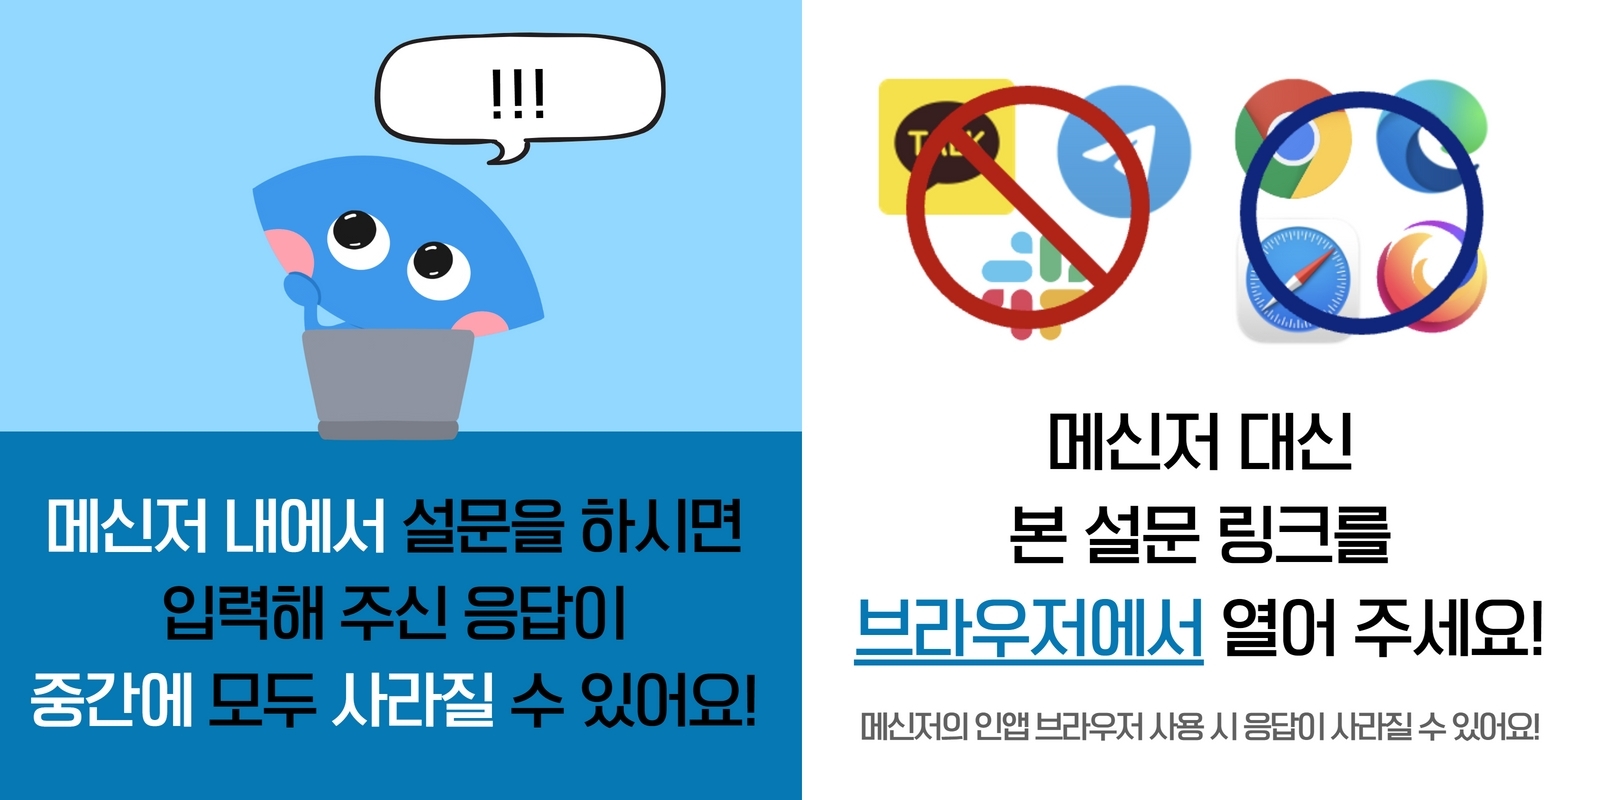 !!!
메신저 내에서 설문을 하시면
입력해 주신 응답이
중간에 모두 사라질 수 있어요!
TALK
메신저 대신
본 설문 링크를
브라우저에서 열어 주세요!
메신저의 인앱 브라우저 사용 시 응답이 사라질 수 있어요!